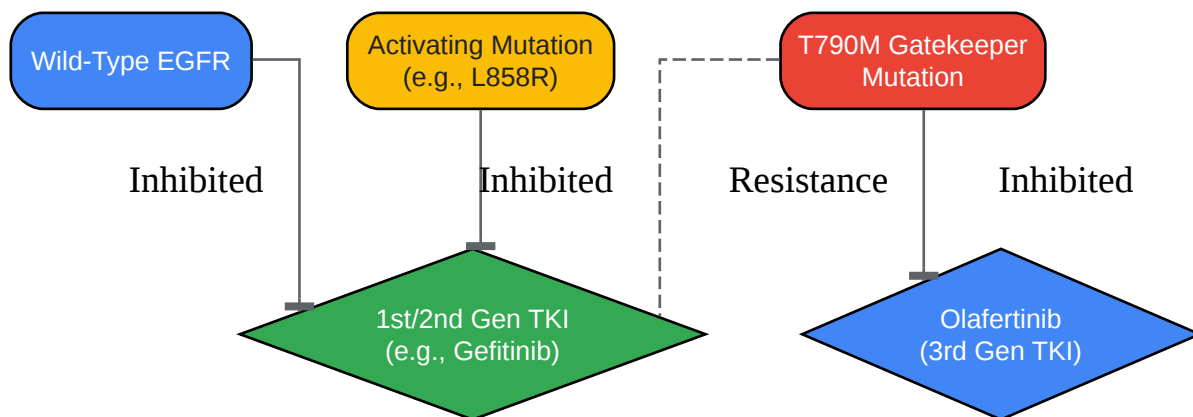 Wild-Type EGFR
Activating Mutation
(e.g., L858R)
T790M Gatekeeper
Mutation
Inhibited
Inhibited
Resistance
Inhibited
1st/2nd Gen TKI
(e.g., Gefitinib)
Olafertinib
(3rd Gen TKI)